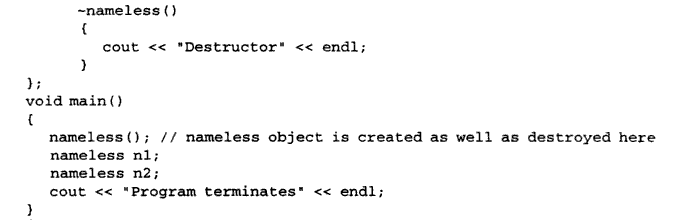 ~nameless()
{
cout << "Destructor" << endl;
}
};
void main()
{
nameless(); // nameless object is created as well as destroyed here
nameless n1;
nameless n2;
cout << "Program terminates" << endl;
}